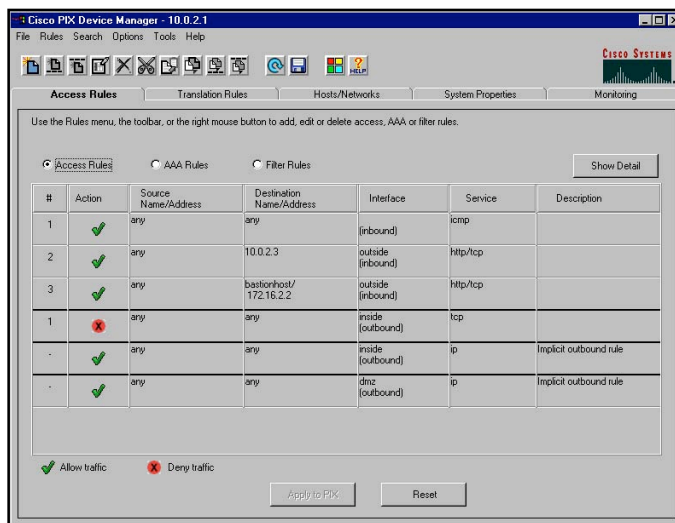 Cisco PIX Device Manager - 10.0.2.1
File Rules Search Options Tools Help
HELP
CISCO SYSTEMS
Access Rules Translation Rules Hosts/Networks System Properties Monitoring
Use the Rules menu, the toolbar, or the right mouse button to add, edit or delete access, AAA or filter rules.
Access Rules AAA Rules Filter Rules Show Detail
# Action Source Name/Address Destination Name/Address Interface Service Description
1 any any (inbound) icmp
2 any 10.0.2.3 outside (inbound) http/tcp
3 any bastionhost/ 172.16.2.2 outside (inbound) http/tcp
1 any any inside (outbound) tcp
- any any inside (outbound) ip Implicit outbound rule
- any any dmz (outbound) ip Implicit outbound rule
Allow traffic Deny traffic
Apply to PIX Reset